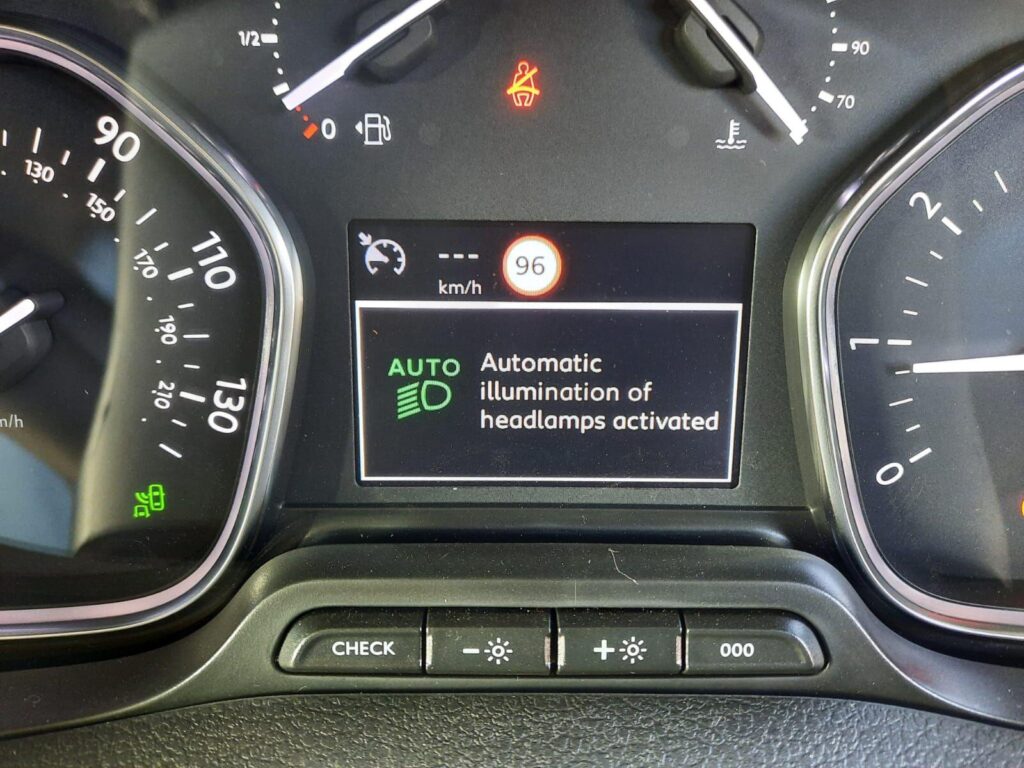 1/2
0
90
70
90
130
150
110
170
190
130
210
m/h
---
km/h
96
AUTO
Automatic
illumination of
headlamps activated
2
1
0
CHECK
-
+
000